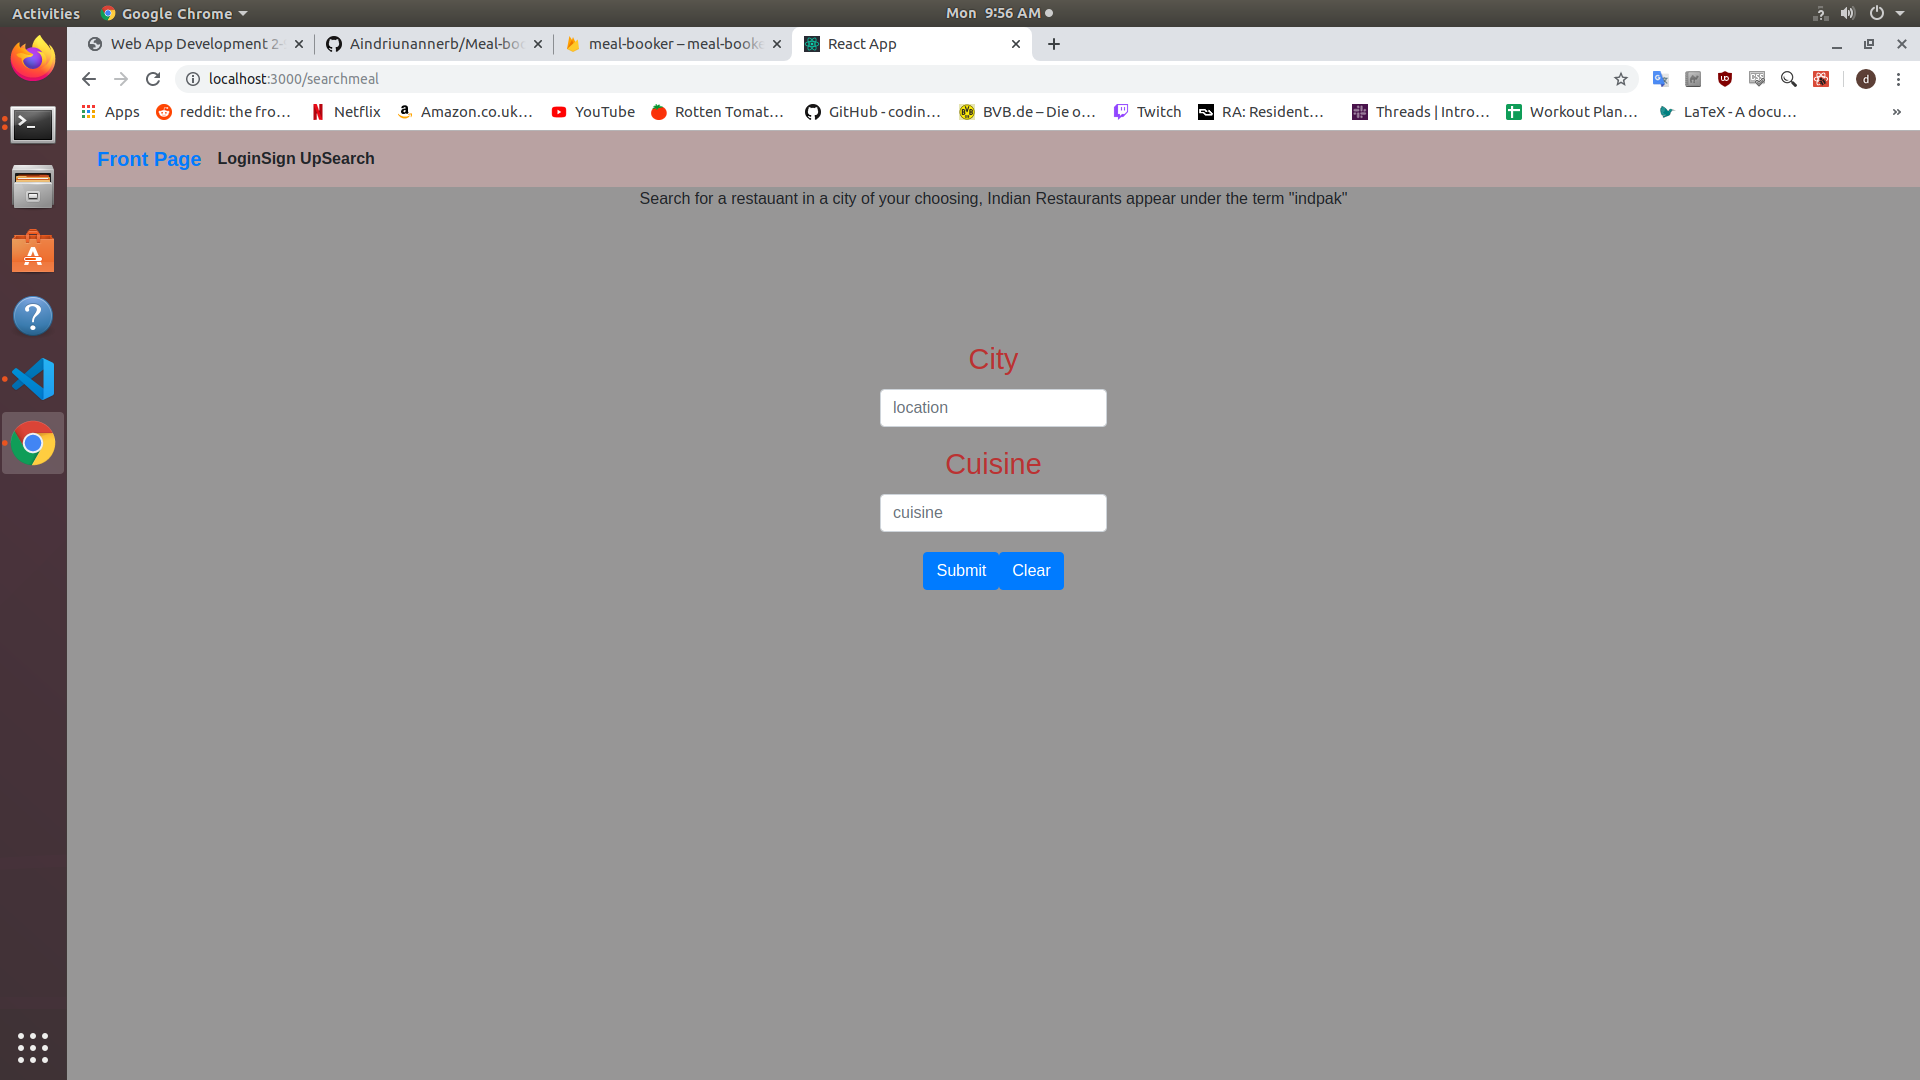 Activities Google Chrome Mon 9:56 AM
Web App Development 2- Aindriunannerb/Meal-boo meal-booker – meal-booke React App
localhost:3000/searchmeal d
Apps reddit: the fro... Netflix Amazon.co.uk... YouTube Rotten Tomat... GitHub - codin... BVB.de – Die o... Twitch RA: Resident... Threads | Intro... Workout Plan... LaTeX - A docu... »
Front Page LoginSign UpSearch
Search for a restauant in a city of your choosing, Indian Restaurants appear under the term "indpak"
City
location
Cuisine
cuisine
Submit Clear